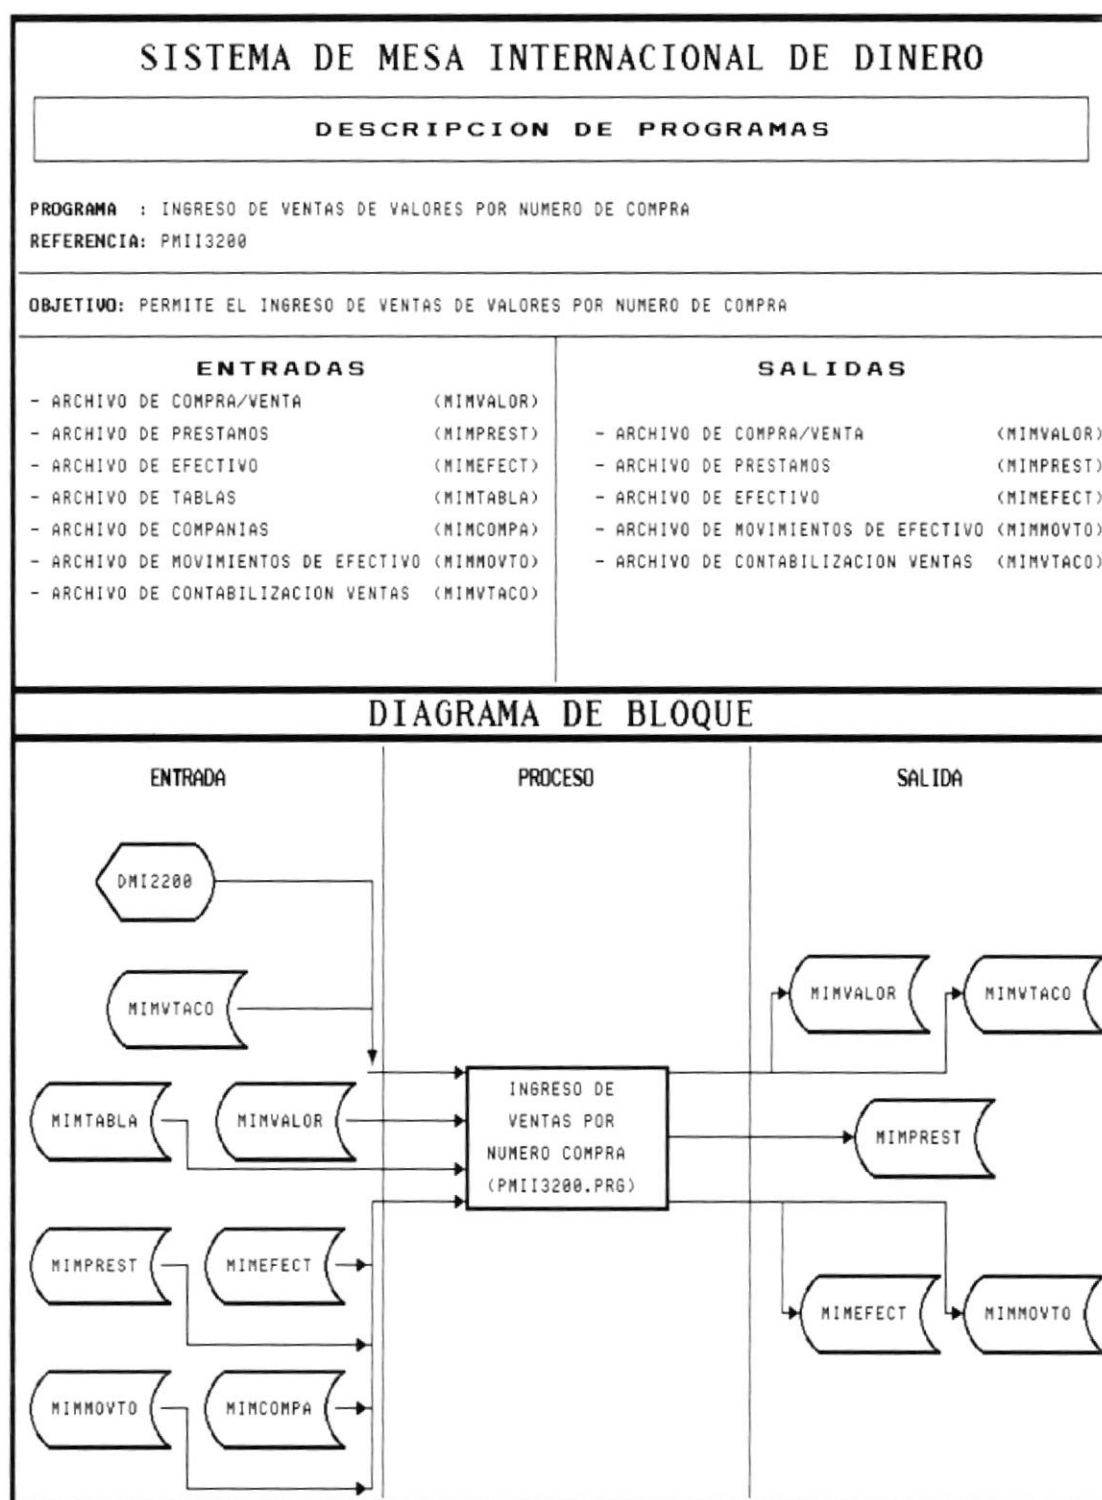 SISTEMA DE MESA INTERNACIONAL DE DINERO
DESCRIPCION DE PROGRAMAS
PROGRAMA : INGRESO DE VENTAS DE VALORES POR NUMERO DE COMPRA
REFERENCIA: PMII3200
OBJETIVO: PERMITE EL INGRESO DE VENTAS DE VALORES POR NUMERO DE COMPRA
ENTRADAS
- ARCHIVO DE COMPRA/VENTA (MIMVALOR)
- ARCHIVO DE PRESTAMOS (MIMPREST)
- ARCHIVO DE EFECTIVO (MIMEFECT)
- ARCHIVO DE TABLAS (MIMTABLA)
- ARCHIVO DE COMPANIAS (MIMCOMPA)
- ARCHIVO DE MOVIMIENTOS DE EFECTIVO (MIMMOVTO)
- ARCHIVO DE CONTABILIZACION VENTAS (MIMVTACO)
SALIDAS
- ARCHIVO DE COMPRA/VENTA (MIMVALOR)
- ARCHIVO DE PRESTAMOS (MIMPREST)
- ARCHIVO DE EFECTIVO (MIMEFECT)
- ARCHIVO DE MOVIMIENTOS DE EFECTIVO (MIMMOVTO)
- ARCHIVO DE CONTABILIZACION VENTAS (MIMVTACO)
DIAGRAMA DE BLOQUE
ENTRADA
DMI2200
MIMVTACO
MIMTABLA
MIMVALOR
MIMPREST
MIMEFECT
MIMMOVTO
MIMCOMPA
PROCESO
INGRESO DE
VENTAS POR
NUMERO COMPRA
(PMII3200.PRG)
SALIDA
MIMVALOR
MIMVTACO
MIMPREST
MIMEFECT
MIMMOVTO